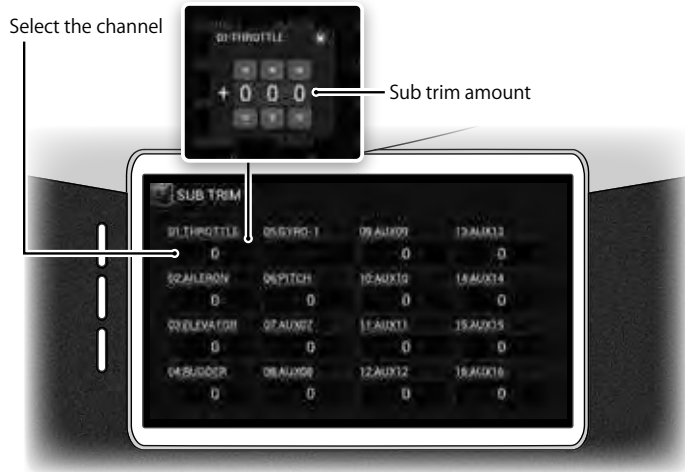 Select the channel
01:THROTTLE
+ 0 0 0
Sub trim amount
SUB TRIM
01:THROTTLE 05:GYRO-1 09:AUX09 13:AUX13
0 0 0
02:AILERON 06:PITCH 10:AUX10 14:AUX14
0 0 0 0
03:ELEVATOR 07:AUX07 11:AUX11 15:AUX15
0 0 0 0
04:RUDDER 08:AUX08 12:AUX12 16:AUX16
0 0 0 0